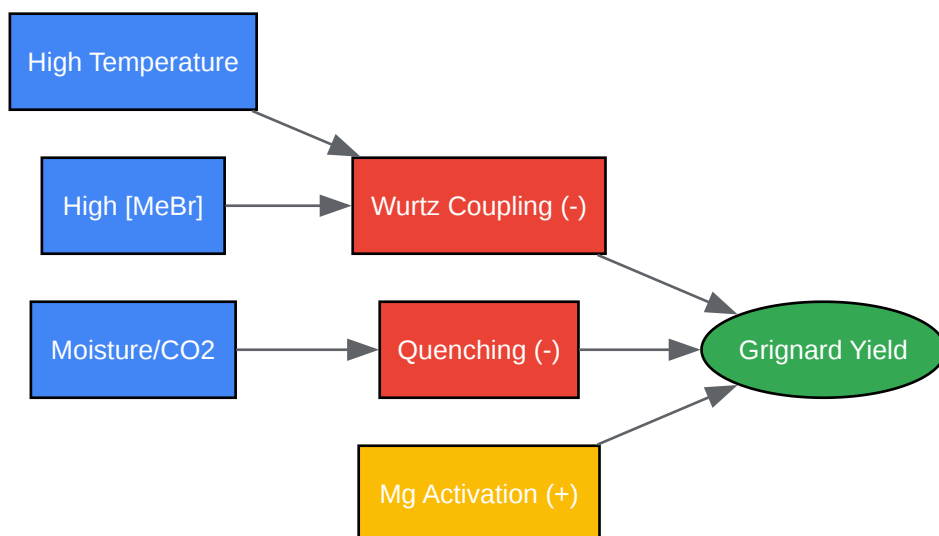 High Temperature
High [MeBr]
Wurtz Coupling (-)
Moisture/CO2
Quenching (-)
Grignard Yield
Mg Activation (+)